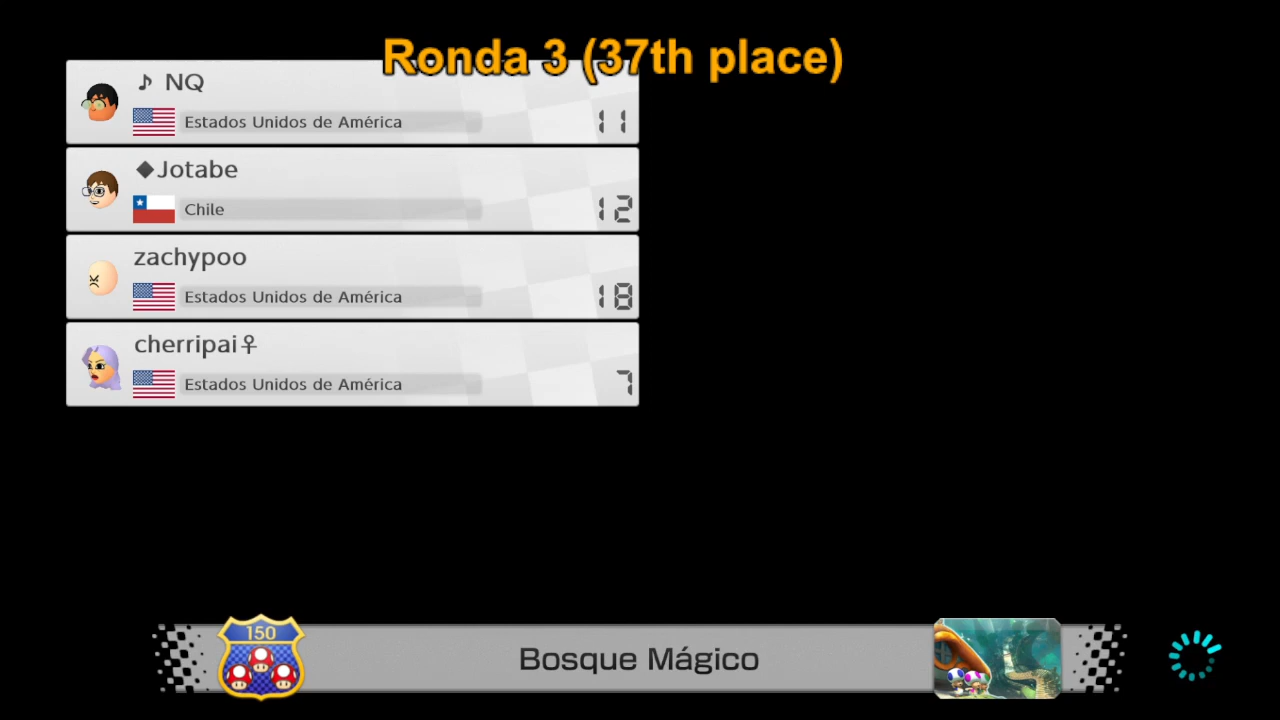 Ronda 3 (37th place)
♪ NQ
Estados Unidos de América
11
◆Jotabe
Chile
12
zachypoo
Estados Unidos de América
18
cherripai♀
Estados Unidos de América
7
150
Bosque Mágico